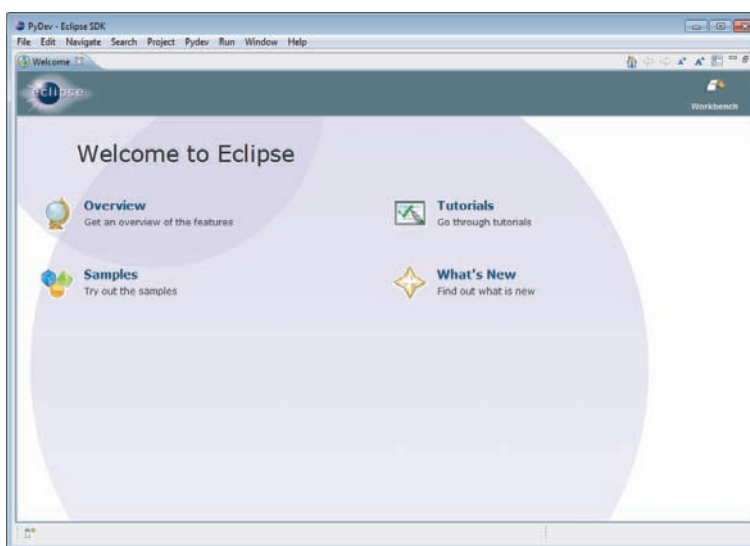 PyDev - Eclipse SDK
File Edit Navigate Search Project Pydev Run Window Help
Welcome
eclipse
Workbench
Welcome to Eclipse
Overview
Get an overview of the features
Tutorials
Go through tutorials
Samples
Try out the samples
What's New
Find out what is new